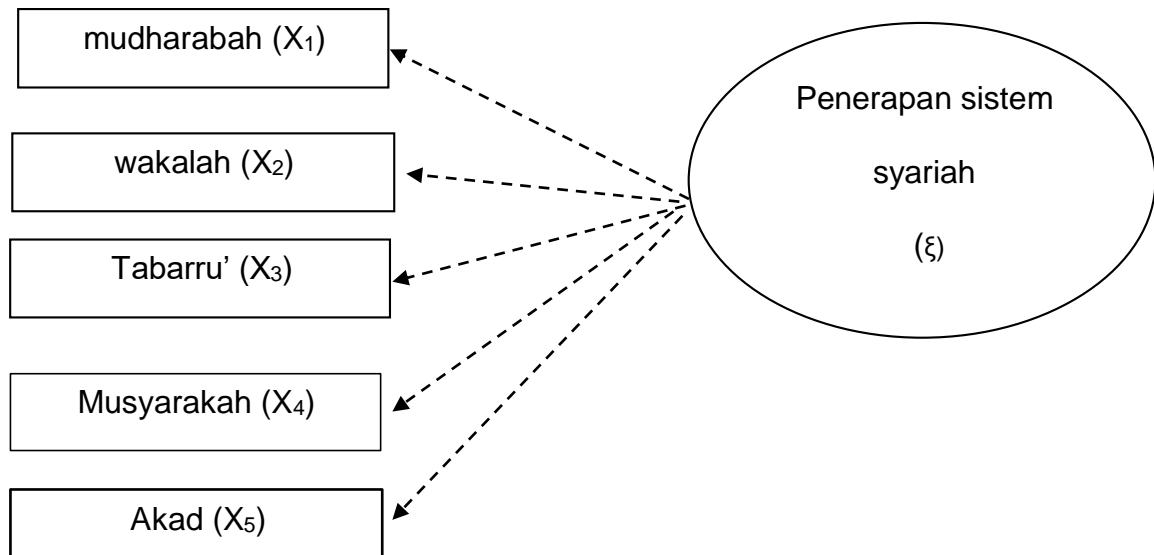 mudharabah (X₁)
wakalah (X₂)
Tabarru’ (X₃)
Musyarakah (X₄)
Akad (X₅)
Penerapan sistem
syariah
(ξ)